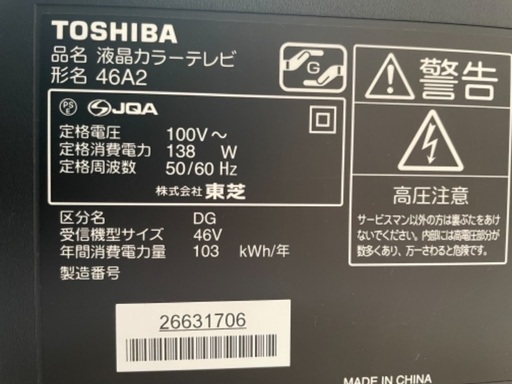 TOSHIBA
品名 液晶カラーテレビ
形名 46A2
G
PS
E
JQA
定格電圧 100V～
定格消費電力 138 W
定格周波数 50/60 Hz
株式会社 東芝
区分名 DG
受信機型サイズ 46V
年間消費電力量 103 kWh/年
製造番号
26631706
警告
高圧注意
サービスマン以外の方は裏ぶたをあけ
ないでください。内部には高電圧部分が
数多くあり、万一さわると危険です。
MADE IN CHINA